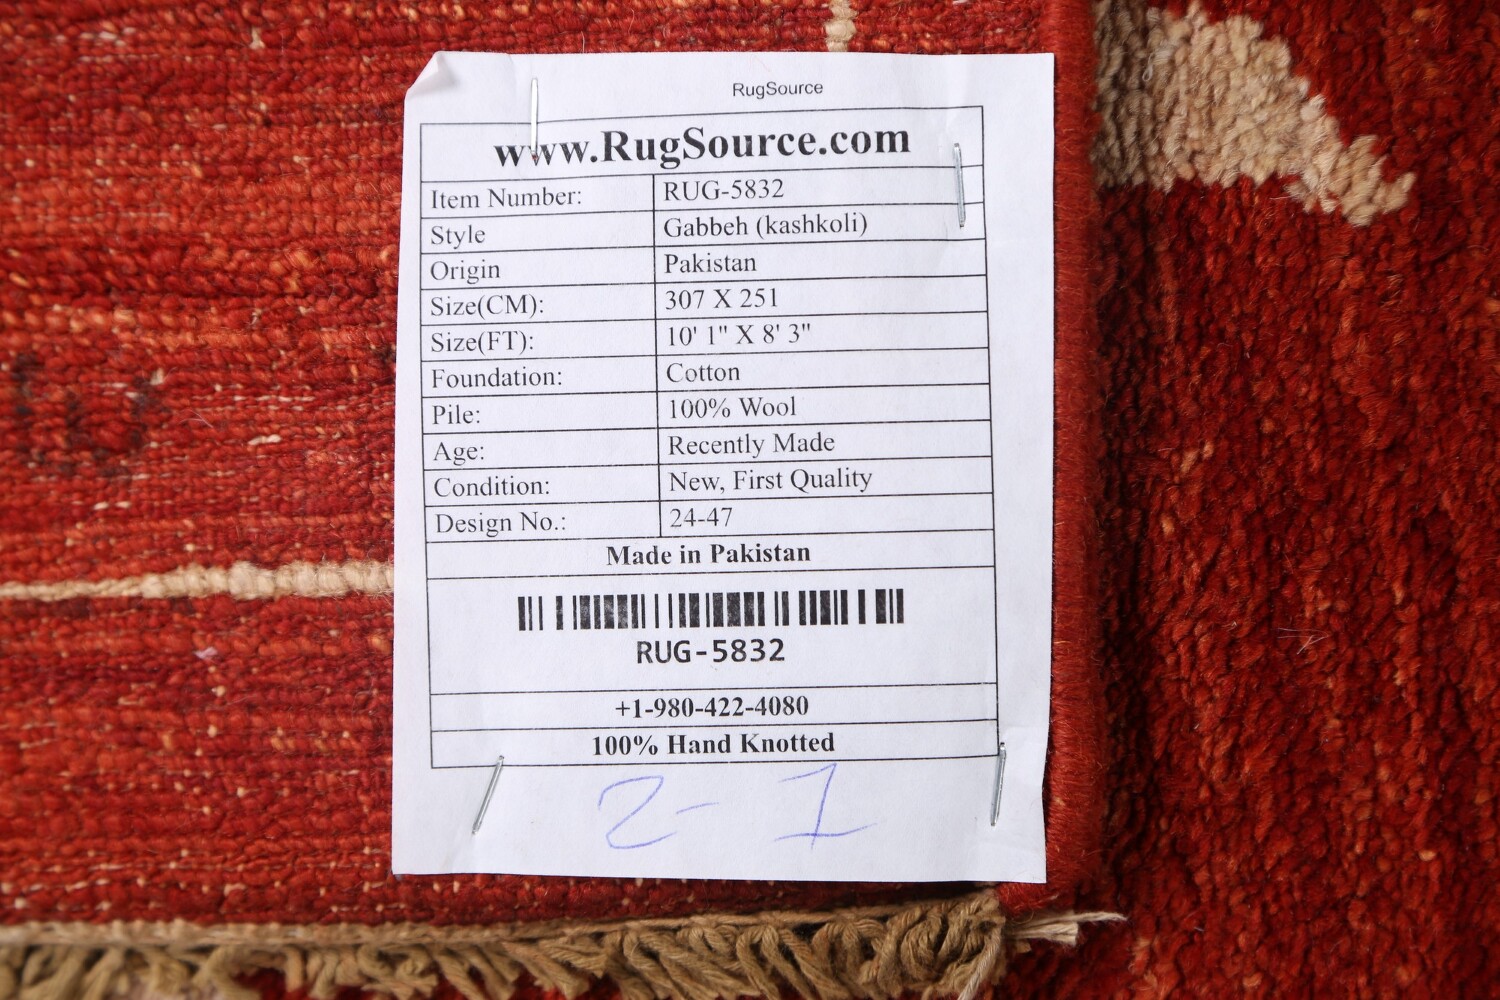 RugSource
www.RugSource.com
Item Number: RUG-5832
Style Gabbeh (kashkoli)
Origin Pakistan
Size(CM): 307 X 251
Size(FT): 10' 1" X 8' 3"
Foundation: Cotton
Pile: 100% Wool
Age: Recently Made
Condition: New, First Quality
Design No.: 24-47
Made in Pakistan
RUG-5832
+1-980-422-4080
100% Hand Knotted
2- 1